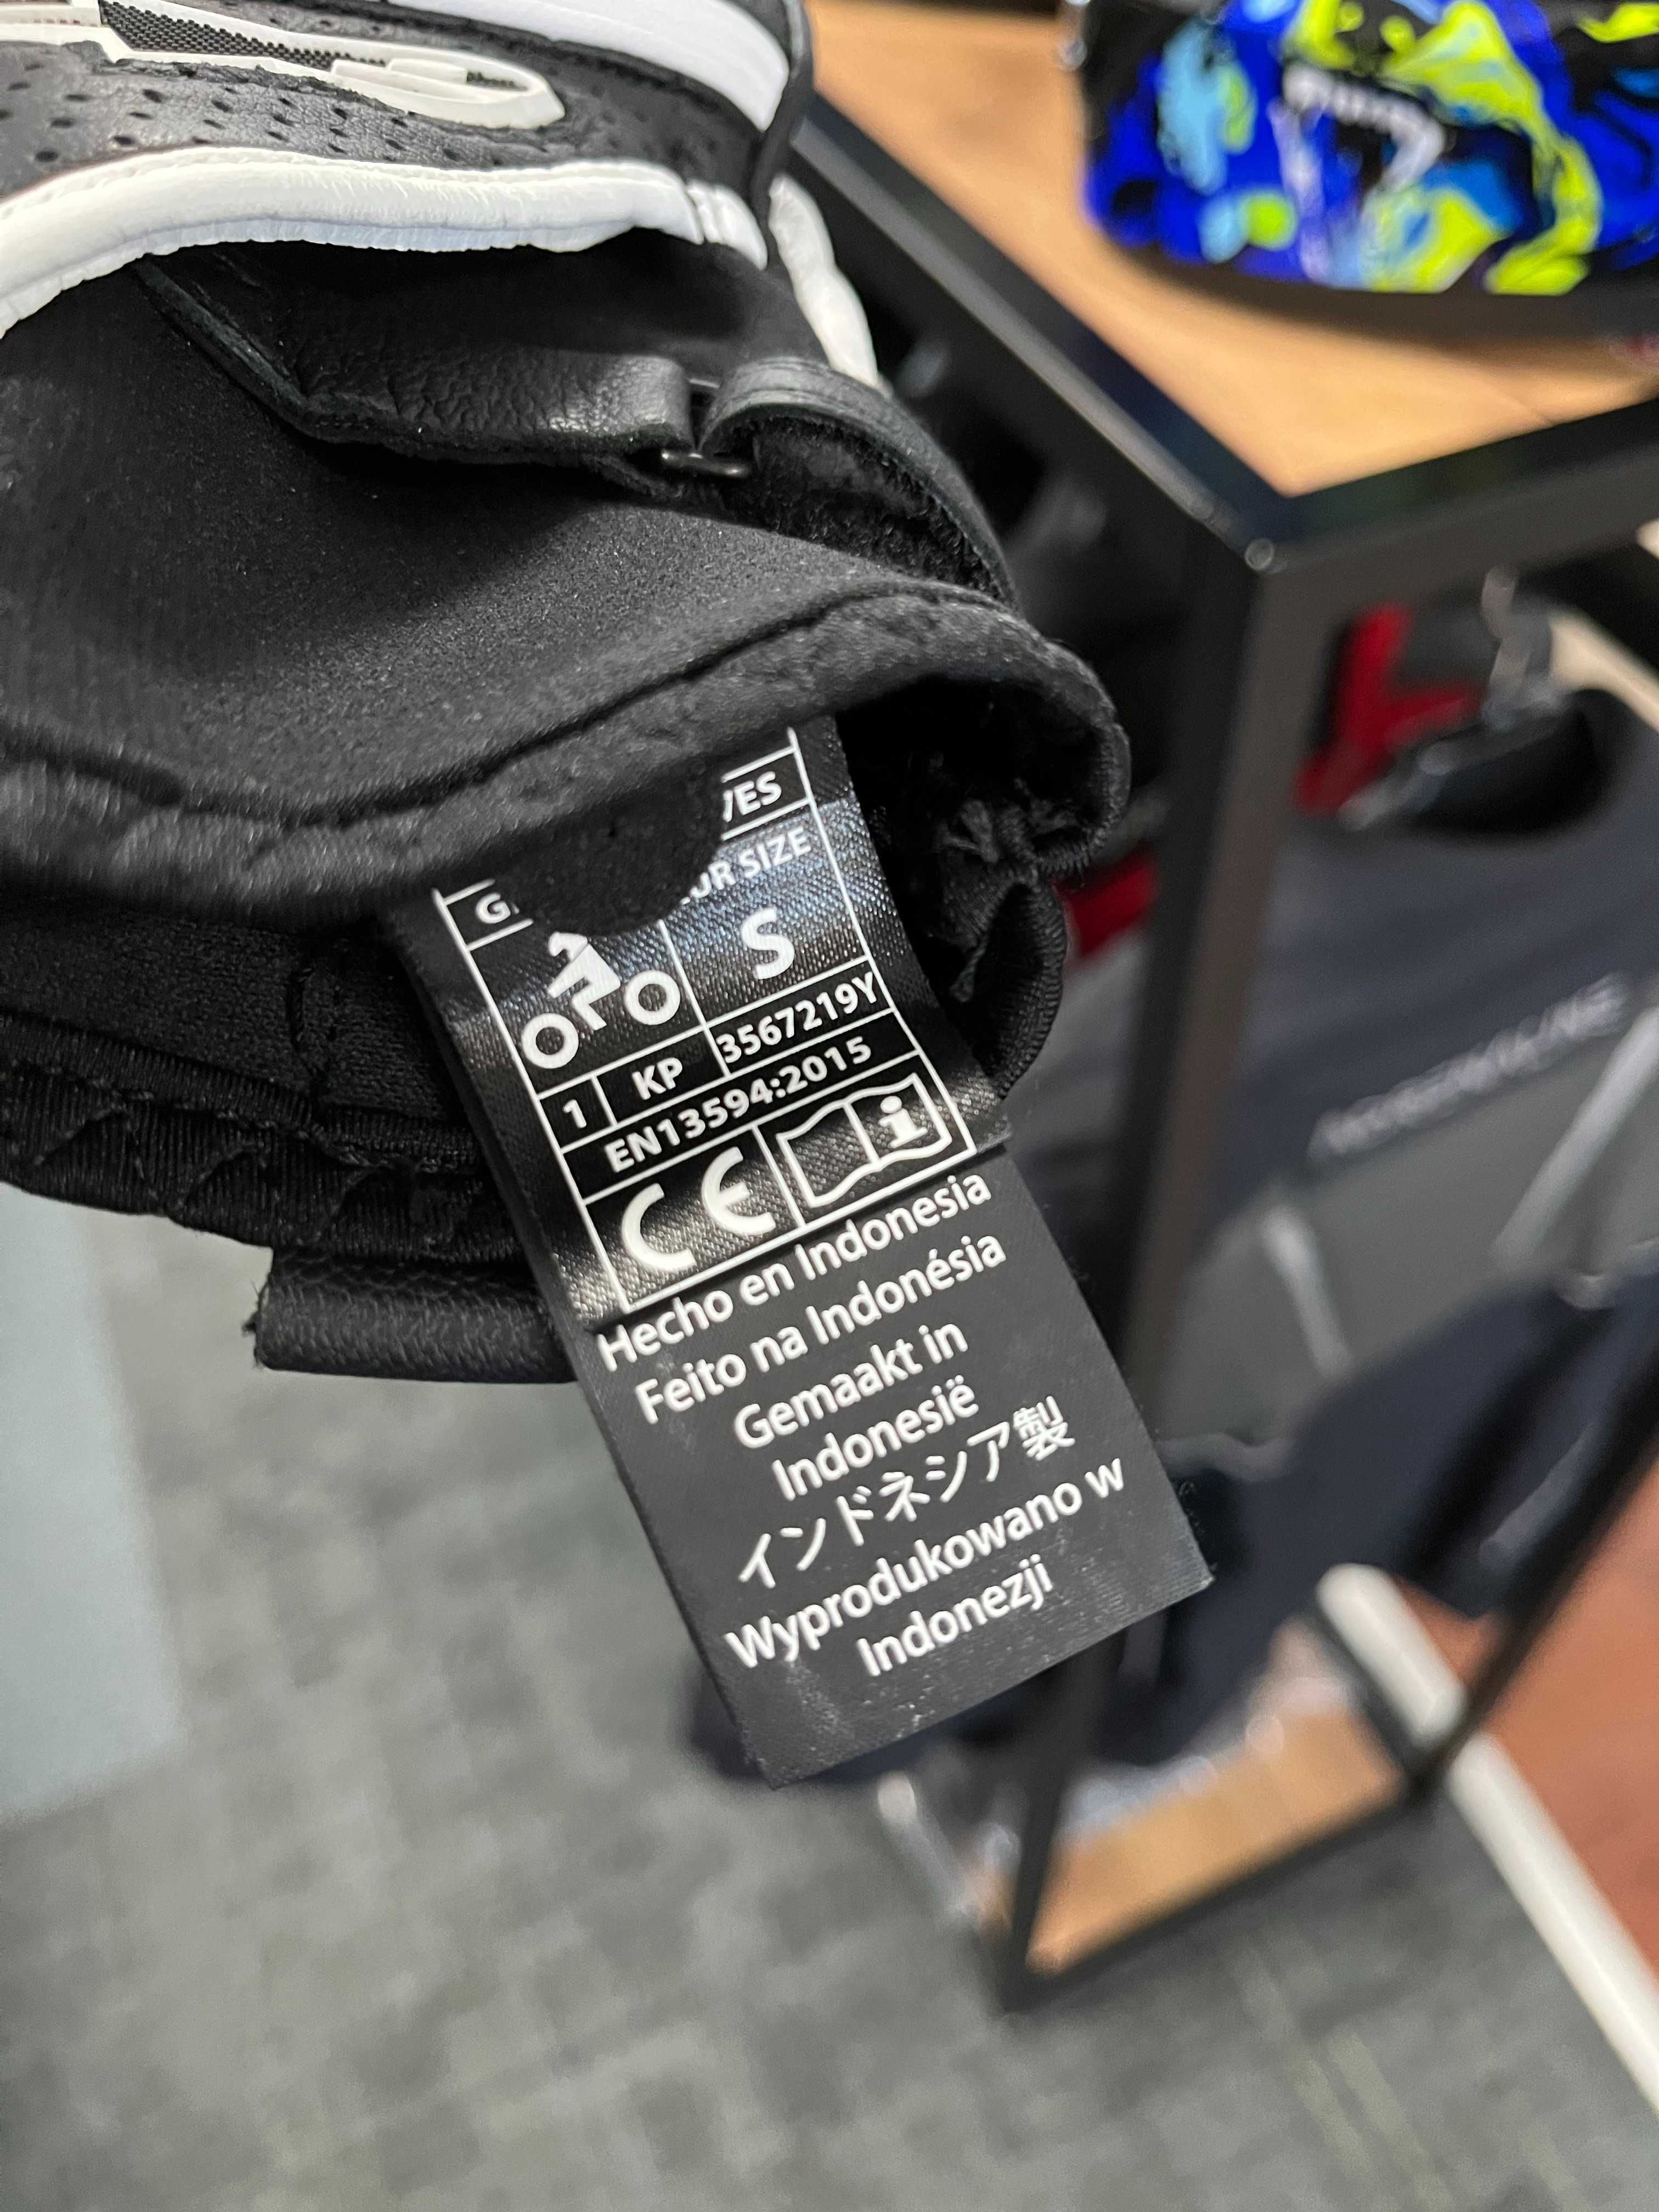 S
1 KP 3567219Y
EN13594:2015
CE i
Hecho en Indonesia
Feito na Indonésia
Gemaakt in
Indonesië
インドネシア製
Wyprodukowano w
Indonezji